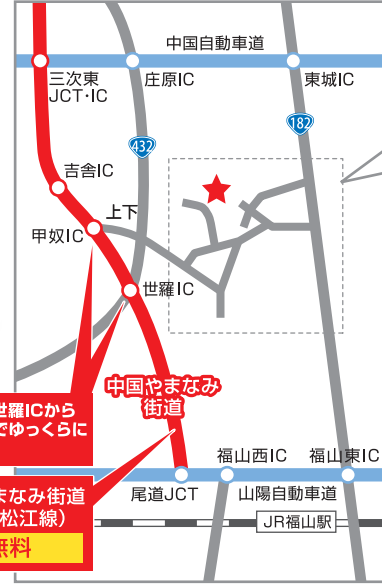 中国自動車道
三次東
JCT・IC
庄原IC
東城IC
182
432
吉舎IC
上下
甲奴IC
世羅IC
世羅ICから
でゆっくらに
中国やまなみ
街道
まなみ街道
松江線)
無料
尾道JCT
福山西IC
福山東IC
山陽自動車道
JR福山駅